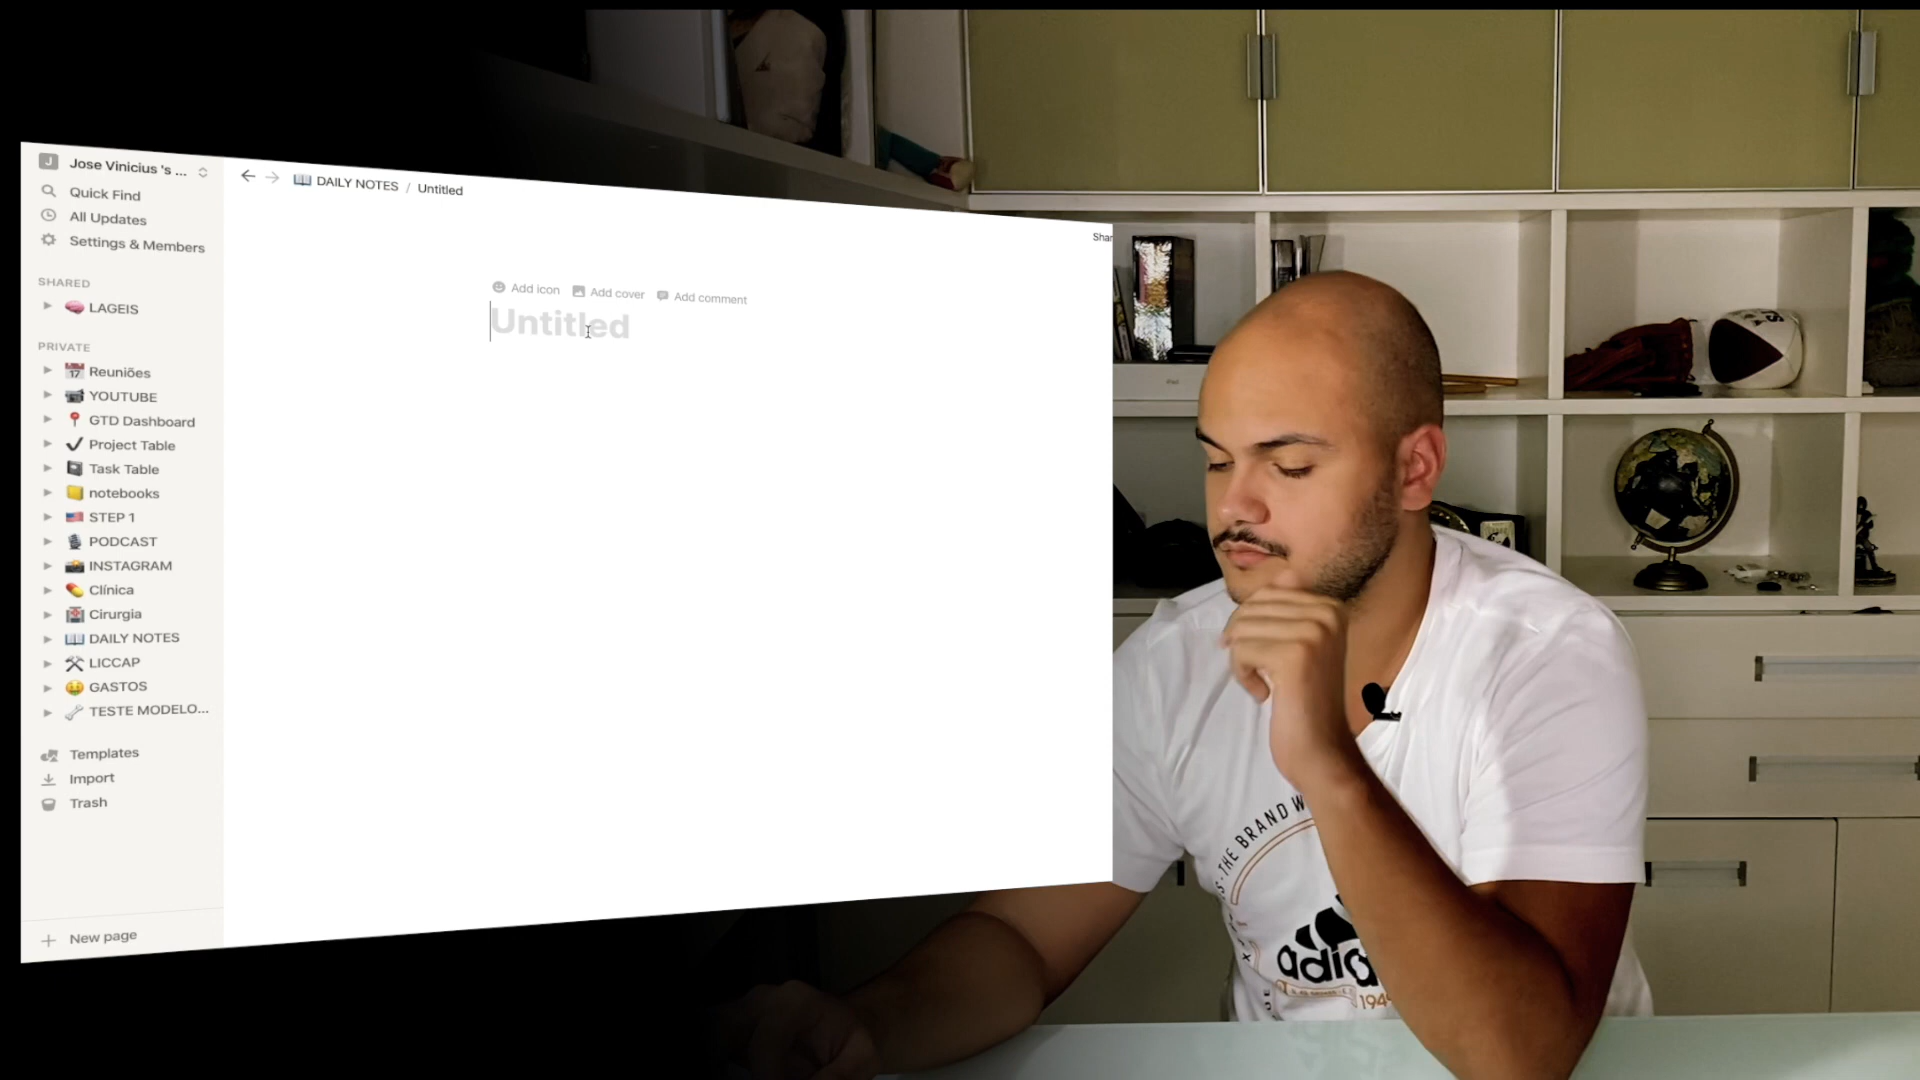 J Jose Vinicius 's ...
Quick Find
All Updates
Settings & Members
SHARED
LAGEIS
PRIVATE
17 Reuniões
YOUTUBE
GTD Dashboard
Project Table
Task Table
notebooks
STEP 1
PODCAST
INSTAGRAM
Clínica
Cirurgia
DAILY NOTES
LICCAP
GASTOS
TESTE MODELO...
Templates
Import
Trash
New page
DAILY NOTES / Untitled
Shar
Add icon Add cover Add comment
Untitled
THE BRAND W
adid
194